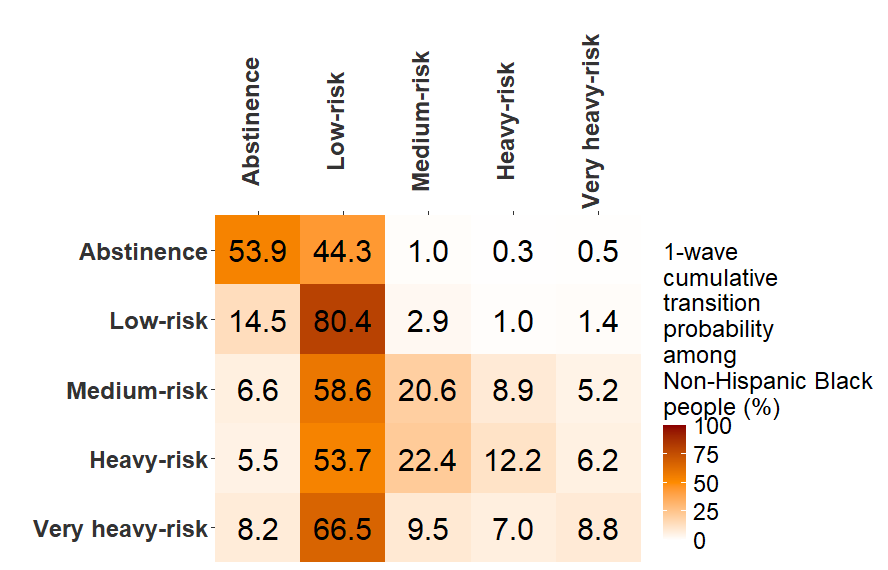 Abstinence
Low-risk
Medium-risk
Heavy-risk
Very heavy-risk
Abstinence 53.9 44.3 1.0 0.3 0.5
Low-risk 14.5 80.4 2.9 1.0 1.4
Medium-risk 6.6 58.6 20.6 8.9 5.2
Heavy-risk 5.5 53.7 22.4 12.2 6.2
Very heavy-risk 8.2 66.5 9.5 7.0 8.8
1-wave
cumulative
transition
probability
among
Non-Hispanic Black
people (%)
100
75
50
25
0